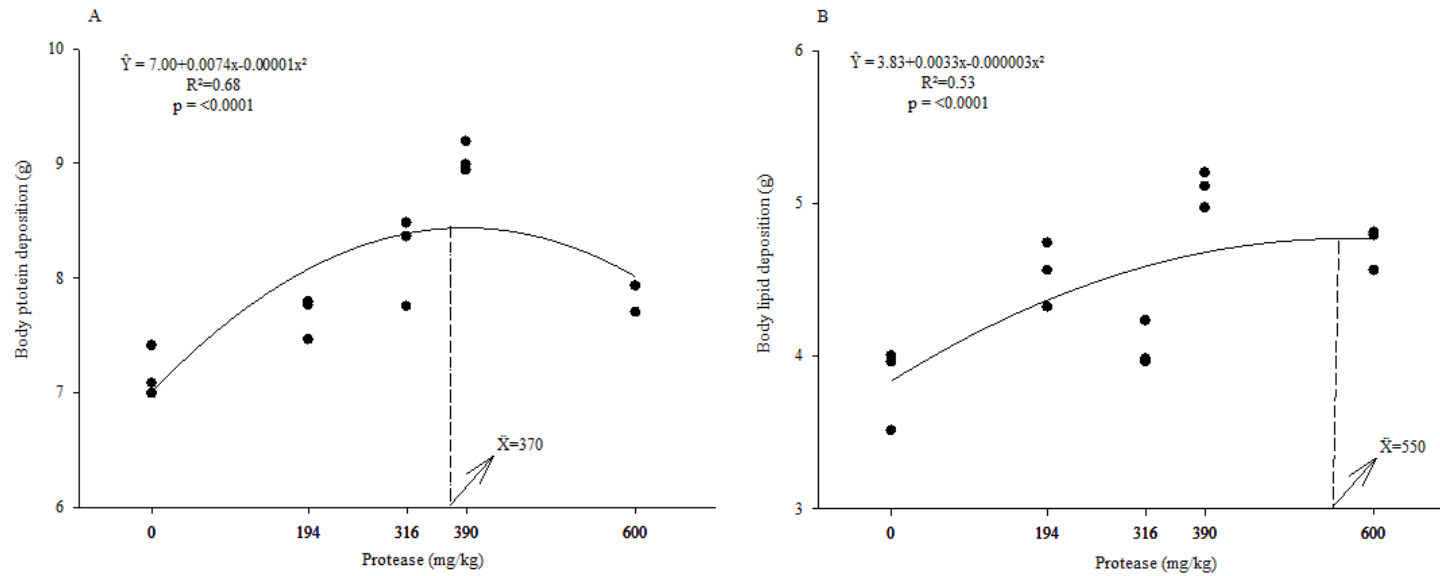 A
Ŷ = 7.00+0.0074x-0.00001x²
R²=0.68
p = <0.0001
10
9
8
7
6
Body ptotein deposition (g)
Ẍ=370
0 194 316 390 600
Protease (mg/kg)
B
Ŷ = 3.83+0.0033x-0.000003x²
R²=0.53
p = <0.0001
6
5
4
3
Body lipid deposition (g)
Ẍ=550
0 194 316 390 600
Protease (mg/kg)